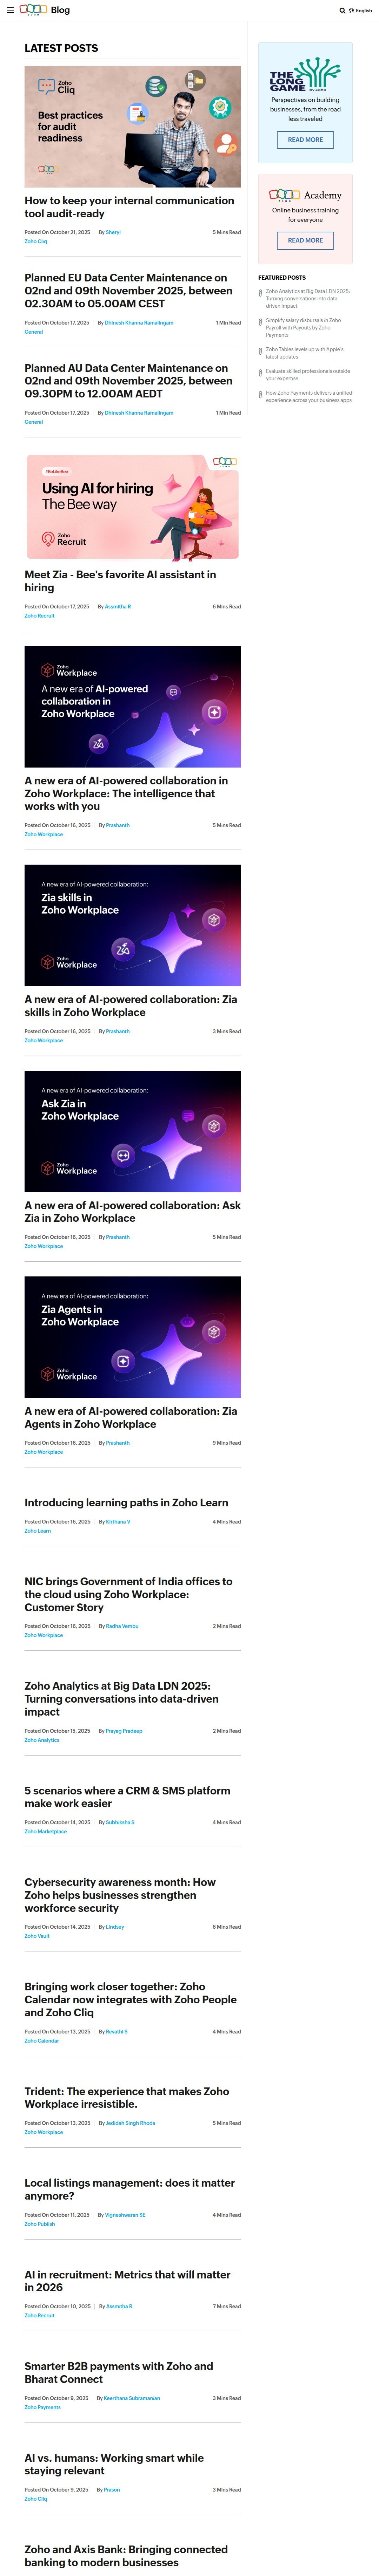 ZOHO Blog
English
LATEST POSTS
Zoho
Cliq
Best practices
for audit
readiness
ZOHO
How to keep your internal communication
tool audit-ready
Posted On October 21, 2025 By Sheryl 5 Mins Read
Zoho Cliq
Planned EU Data Center Maintenance on
02nd and 09th November 2025, between
02.30AM to 05.00AM CEST
Posted On October 17, 2025 By Dhinesh Khanna Ramalingam 1 Min Read
General
Planned AU Data Center Maintenance on
02nd and 09th November 2025, between
09.30PM to 12.00AM AEDT
Posted On October 17, 2025 By Dhinesh Khanna Ramalingam 1 Min Read
General
#BeLikeBee
ZOHO
Using AI for hiring
The Bee way
Zoho
Recruit
Meet Zia - Bee's favorite AI assistant in
hiring
Posted On October 17, 2025 By Assmitha R 6 Mins Read
Zoho Recruit
Zoho
Workplace
A new era of AI-powered
collaboration in
Zoho Workplace
A new era of AI-powered collaboration in
Zoho Workplace: The intelligence that
works with you
Posted On October 16, 2025 By Prashanth 5 Mins Read
Zoho Workplace
A new era of AI-powered collaboration:
Zia skills in
Zoho Workplace
Zoho
Workplace
A new era of AI-powered collaboration: Zia
skills in Zoho Workplace
Posted On October 16, 2025 By Prashanth 3 Mins Read
Zoho Workplace
A new era of AI-powered collaboration:
Ask Zia in
Zoho Workplace
Zoho
Workplace
A new era of AI-powered collaboration: Ask
Zia in Zoho Workplace
Posted On October 16, 2025 By Prashanth 5 Mins Read
Zoho Workplace
A new era of AI-powered collaboration:
Zia Agents in
Zoho Workplace
Zoho
Workplace
A new era of AI-powered collaboration: Zia
Agents in Zoho Workplace
Posted On October 16, 2025 By Prashanth 9 Mins Read
Zoho Workplace
Introducing learning paths in Zoho Learn
Posted On October 16, 2025 By Kirthana V 4 Mins Read
Zoho Learn
NIC brings Government of India offices to
the cloud using Zoho Workplace:
Customer Story
Posted On October 16, 2025 By Radha Vembu 2 Mins Read
Zoho Workplace
Zoho Analytics at Big Data LDN 2025:
Turning conversations into data-driven
impact
Posted On October 15, 2025 By Prayag Pradeep 2 Mins Read
Zoho Analytics
5 scenarios where a CRM & SMS platform
make work easier
Posted On October 14, 2025 By Subhiksha S 4 Mins Read
Zoho Marketplace
Cybersecurity awareness month: How
Zoho helps businesses strengthen
workforce security
Posted On October 14, 2025 By Lindsey 6 Mins Read
Zoho Vault
Bringing work closer together: Zoho
Calendar now integrates with Zoho People
and Zoho Cliq
Posted On October 13, 2025 By Revathi S 4 Mins Read
Zoho Calendar
Trident: The experience that makes Zoho
Workplace irresistible.
Posted On October 13, 2025 By Jedidah Singh Rhoda 5 Mins Read
Zoho Workplace
Local listings management: does it matter
anymore?
Posted On October 11, 2025 By Vigneshwaran SE 4 Mins Read
Zoho Publish
AI in recruitment: Metrics that will matter
in 2026
Posted On October 10, 2025 By Assmitha R 7 Mins Read
Zoho Recruit
Smarter B2B payments with Zoho and
Bharat Connect
Posted On October 9, 2025 By Keerthana Subramanian 3 Mins Read
Zoho Payments
AI vs. humans: Working smart while
staying relevant
Posted On October 9, 2025 By Prason 3 Mins Read
Zoho Cliq
Zoho and Axis Bank: Bringing connected
banking to modern businesses
THE
LONG
GAME by Zoho
Perspectives on building
businesses, from the road
less traveled
READ MORE
ZOHO Academy
Online business training
for everyone
READ MORE
FEATURED POSTS
Zoho Analytics at Big Data LDN 2025:
Turning conversations into data-
driven impact
Simplify salary disbursals in Zoho
Payroll with Payouts by Zoho
Payments
Zoho Tables levels up with Apple's
latest updates
Evaluate skilled professionals outside
your expertise
How Zoho Payments delivers a unified
experience across your business apps